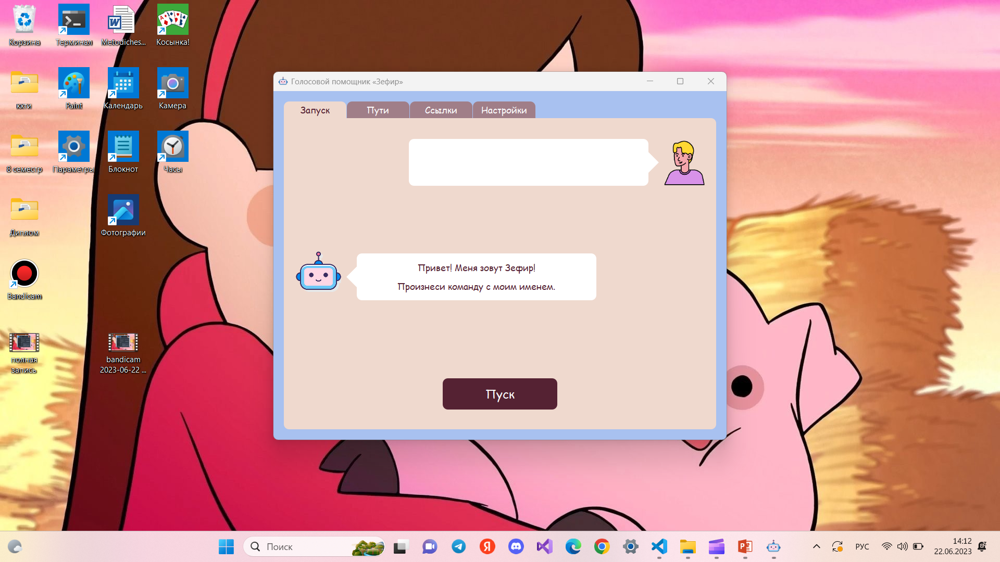 Корзина
Терминал
Metodiches...
Косынка!
кхти
Paint
Календарь
Камера
8 семестр
Параметры
Блокнот
Часы
Диплом
Фотографии
Bandicam
полная
запись
bandicam
2023-06-22 ...
Голосовой помощник «Зефир»
Запуск
Пути
Ссылки
Настройки
Привет! Меня зовут Зефир!
Произнеси команду с моим именем.
Пуск
Поиск
РУС
14:12
22.06.2023